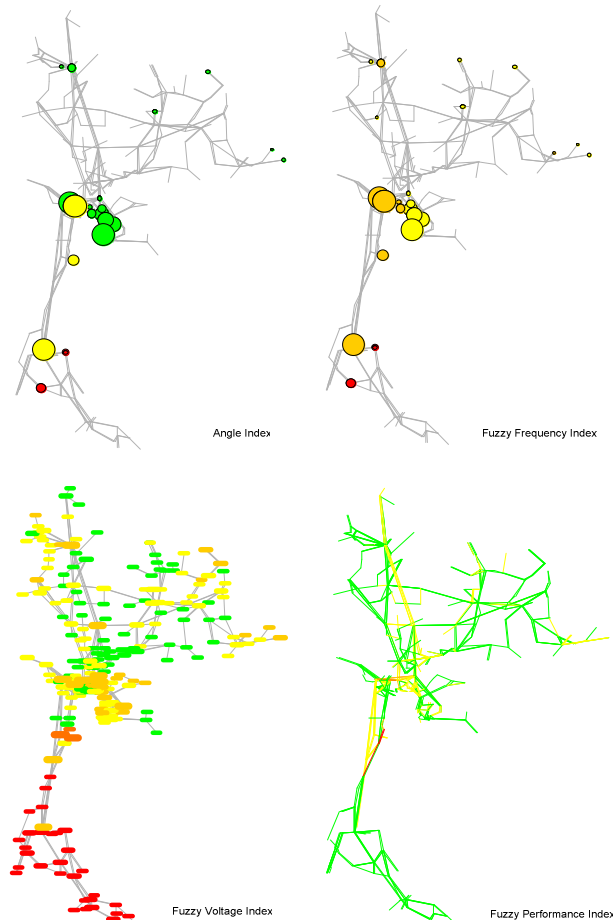 Angle Index
Fuzzy Frequency Index
Fuzzy Voltage Index
Fuzzy Performance Index